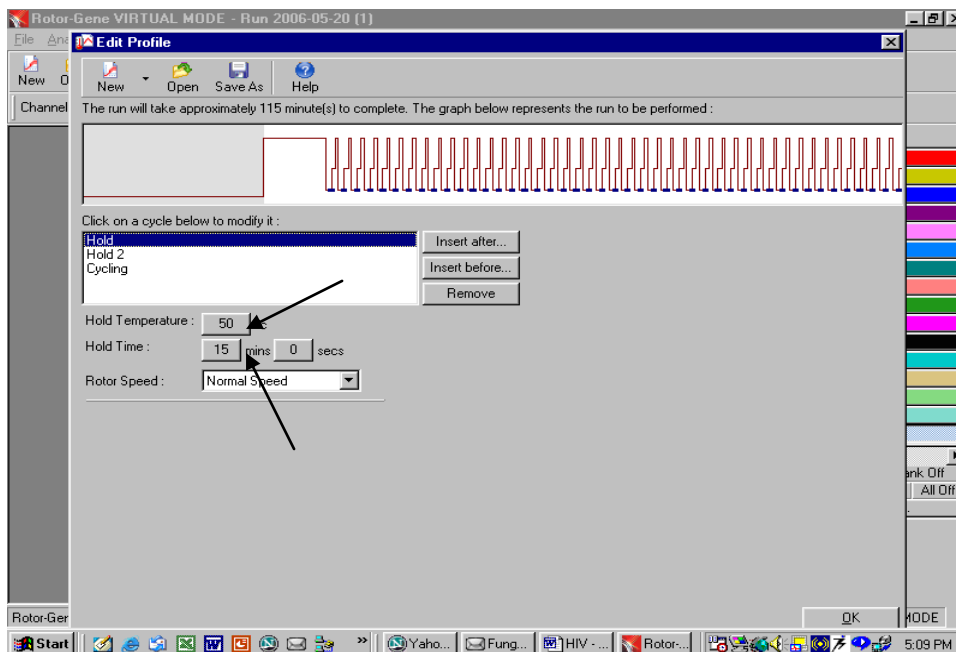 Rotor-Gene VIRTUAL MODE - Run 2006-05-20 (1)
File Ana
Edit Profile
New
New Open Save As Help
Channel
The run will take approximately 115 minute(s) to complete. The graph below represents the run to be performed :
Click on a cycle below to modify it :
Hold
Hold 2
Cycling
Insert after...
Insert before...
Remove
Hold Temperature : 50
Hold Time : 15 mins 0 secs
Rotor Speed : Normal Speed
ank Off
All Off
OK
Rotor-Ger
MODE
Start » Yaho... Fung... HIV - ... Rotor-... 5:09 PM